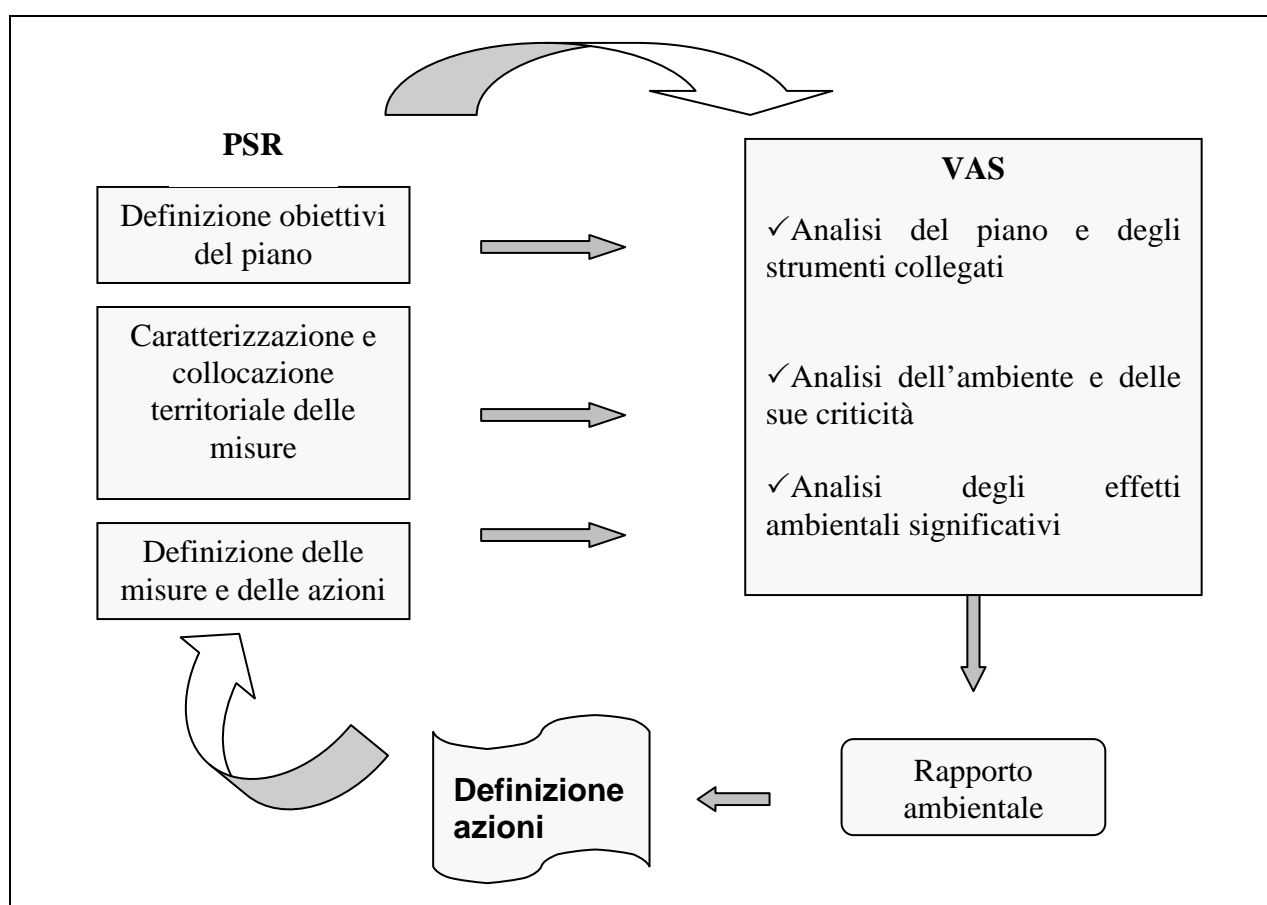 PSR
Definizione obiettivi
del piano
Caratterizzazione e
collocazione
territoriale delle
misure
Definizione delle
misure e delle azioni
VAS
✓Analisi del piano e degli
strumenti collegati
✓Analisi dell’ambiente e delle
sue criticità
✓Analisi degli effetti
ambientali significativi
Rapporto
ambientale
Definizione
azioni